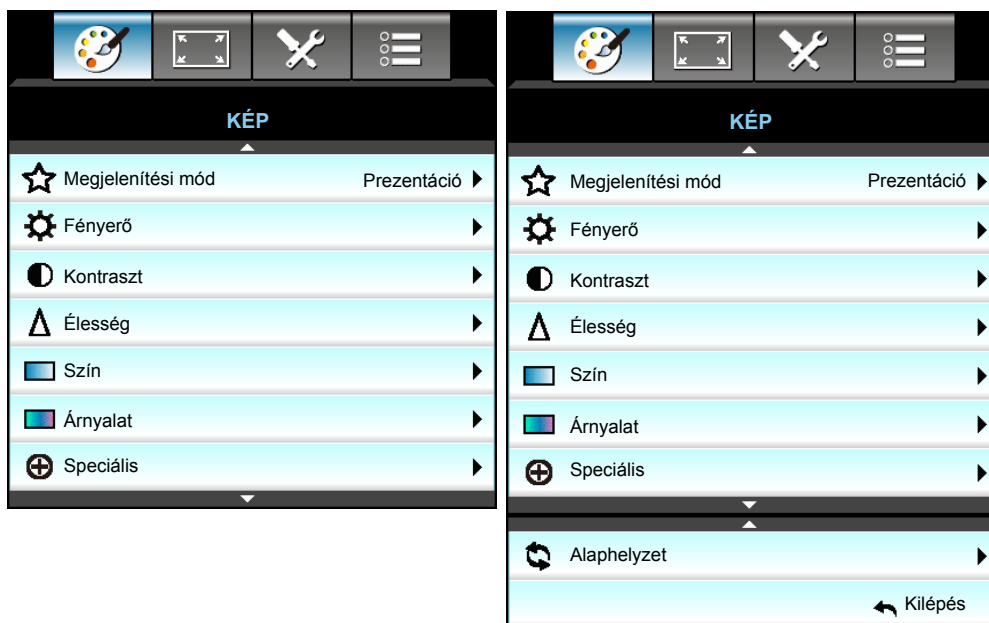 KÉP
Megjelenítési mód Prezentáció
Fényerő
Kontraszt
Élesség
Szín
Árnyalat
Speciális
KÉP
Megjelenítési mód Prezentáció
Fényerő
Kontraszt
Élesség
Szín
Árnyalat
Speciális
Alaphelyzet
Kilépés